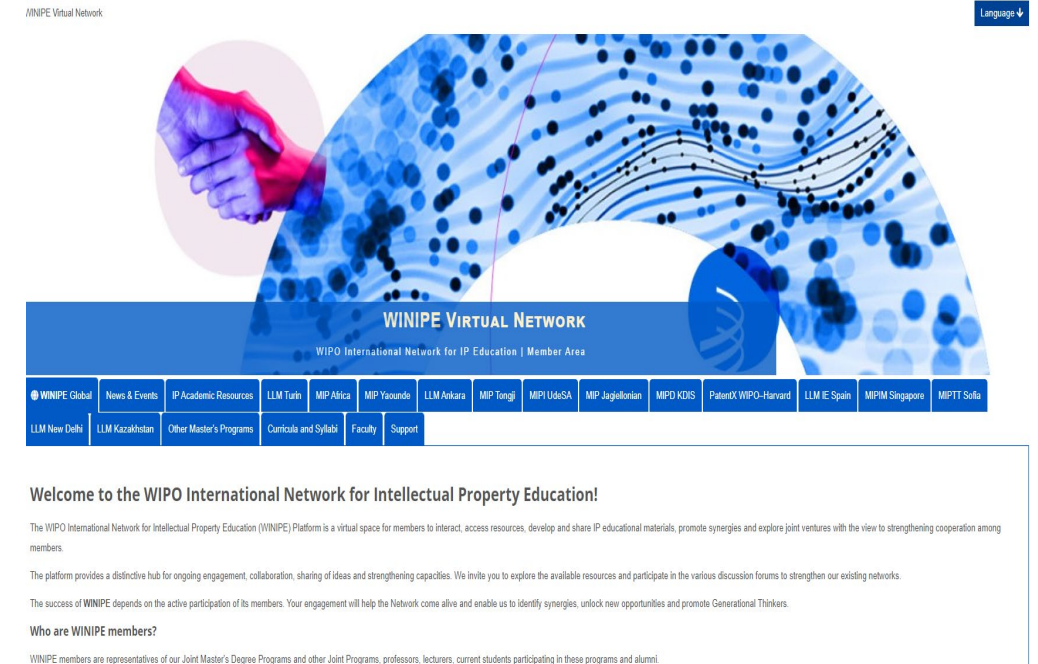 WINIPE Virtual Network
Language ↓
WINIPE VIRTUAL NETWORK
WIPO International Network for IP Education | Member Area
WINIPE Global News & Events IP Academic Resources LLM Turin MIP Africa MIP Yaounde LLM Ankara MIP Tongji MIPI UdeSA MIP Jagiellonian MIPD KDIS PatentX WIPO–Harvard LLM IE Spain MIPIM Singapore MIPTT Sofia
LLM New Delhi LLM Kazakhstan Other Master's Programs Curricula and Syllabi Faculty Support
Welcome to the WIPO International Network for Intellectual Property Education!
The WIPO International Network for Intellectual Property Education (WINIPE) Platform is a virtual space for members to interact, access resources, develop and share IP educational materials, promote synergies and explore joint ventures with the view to strengthening cooperation among
members.
The platform provides a distinctive hub for ongoing engagement, collaboration, sharing of ideas and strengthening capacities. We invite you to explore the available resources and participate in the various discussion forums to strengthen our existing networks.
The success of WINIPE depends on the active participation of its members. Your engagement will help the Network come alive and enable us to identify synergies, unlock new opportunities and promote Generational Thinkers.
Who are WINIPE members?
WINIPE members are representatives of our Joint Master's Degree Programs and other Joint Programs, professors, lecturers, current students participating in these programs and alumni.